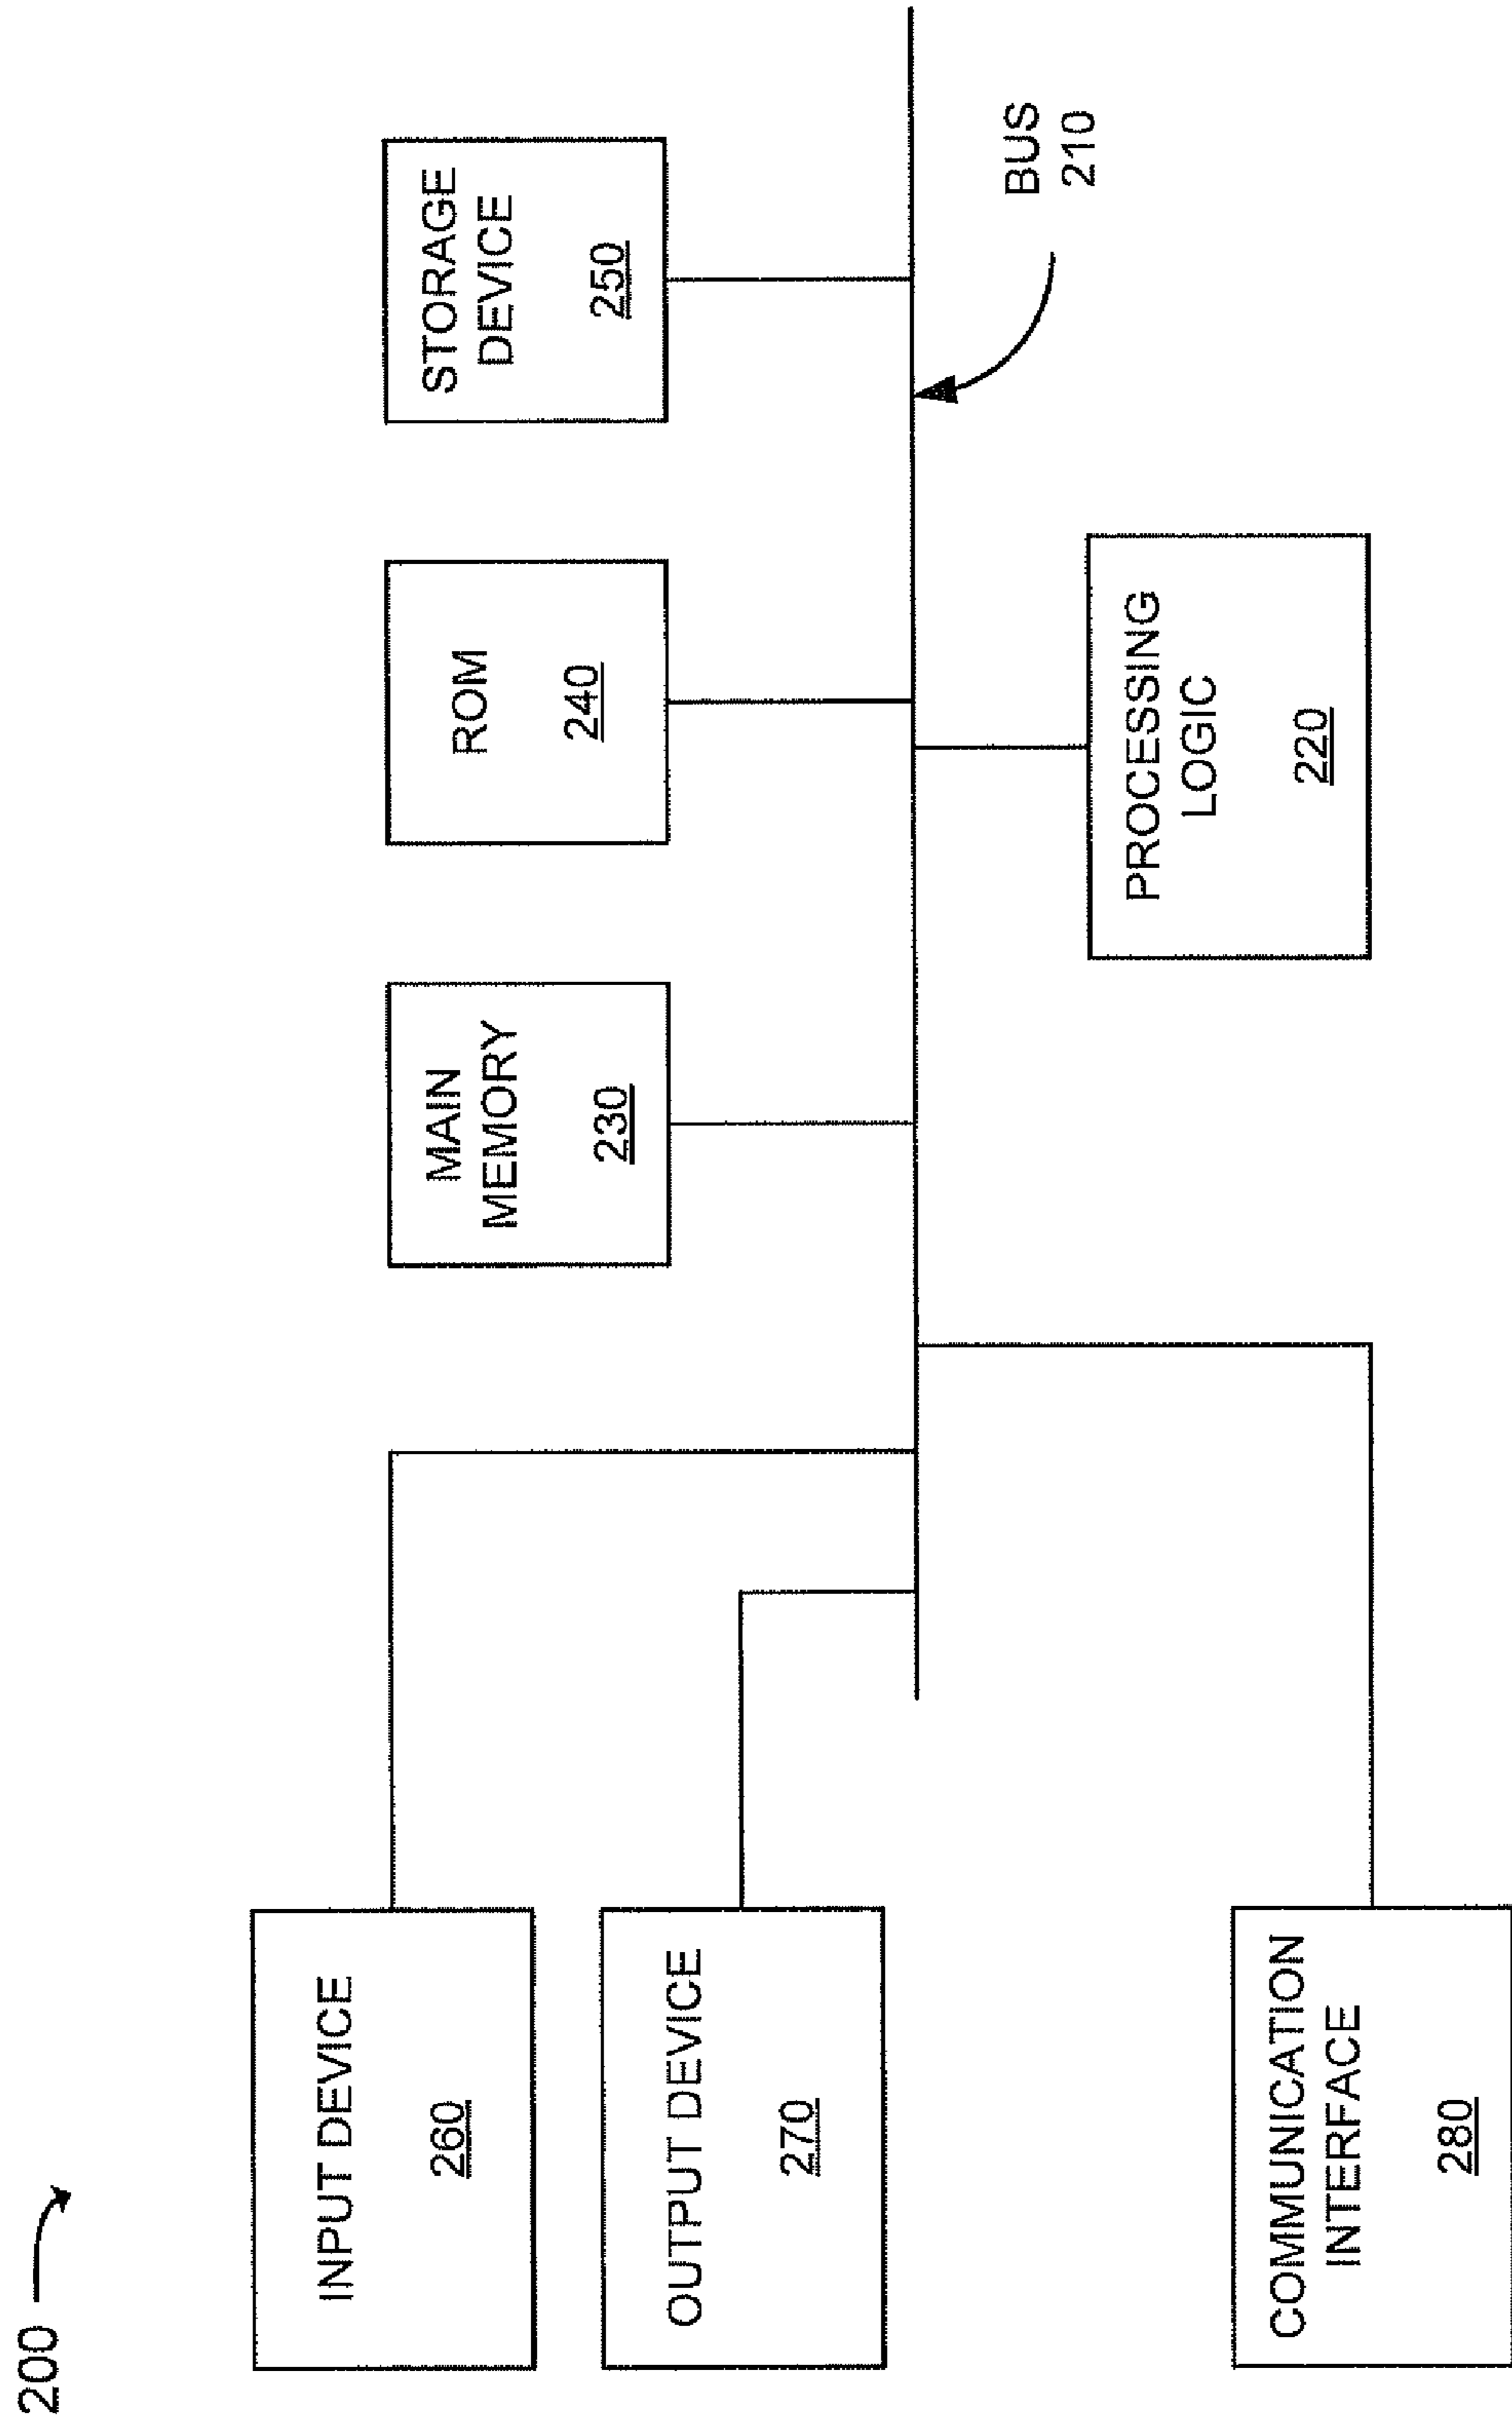 200
INPUT DEVICE
260
OUTPUT DEVICE
270
COMMUNICATION
INTERFACE
280
MAIN
MEMORY
230
ROM
240
STORAGE
DEVICE
250
PROCESSING
LOGIC
220
BUS
210